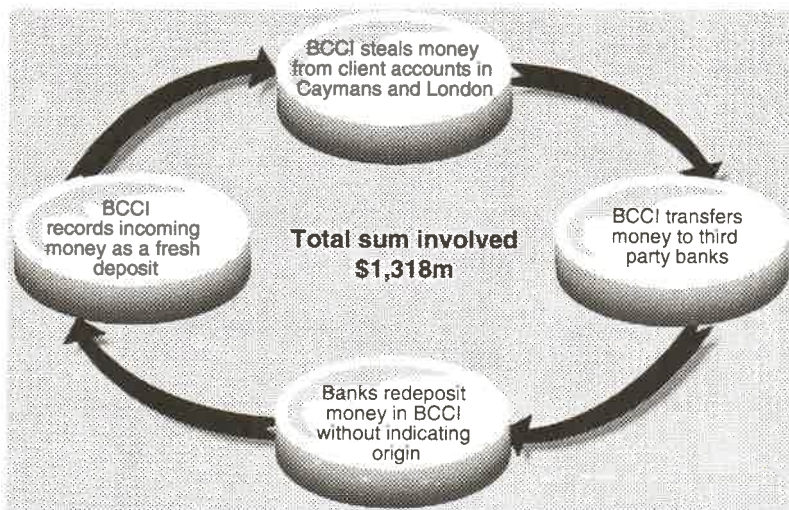 BCCI steals money
from client accounts in
Caymans and London
BCCI transfers
money to third
party banks
Banks redeposit
money in BCCI
without indicating
origin
BCCI
records incoming
money as a fresh
deposit
Total sum involved
$1,318m